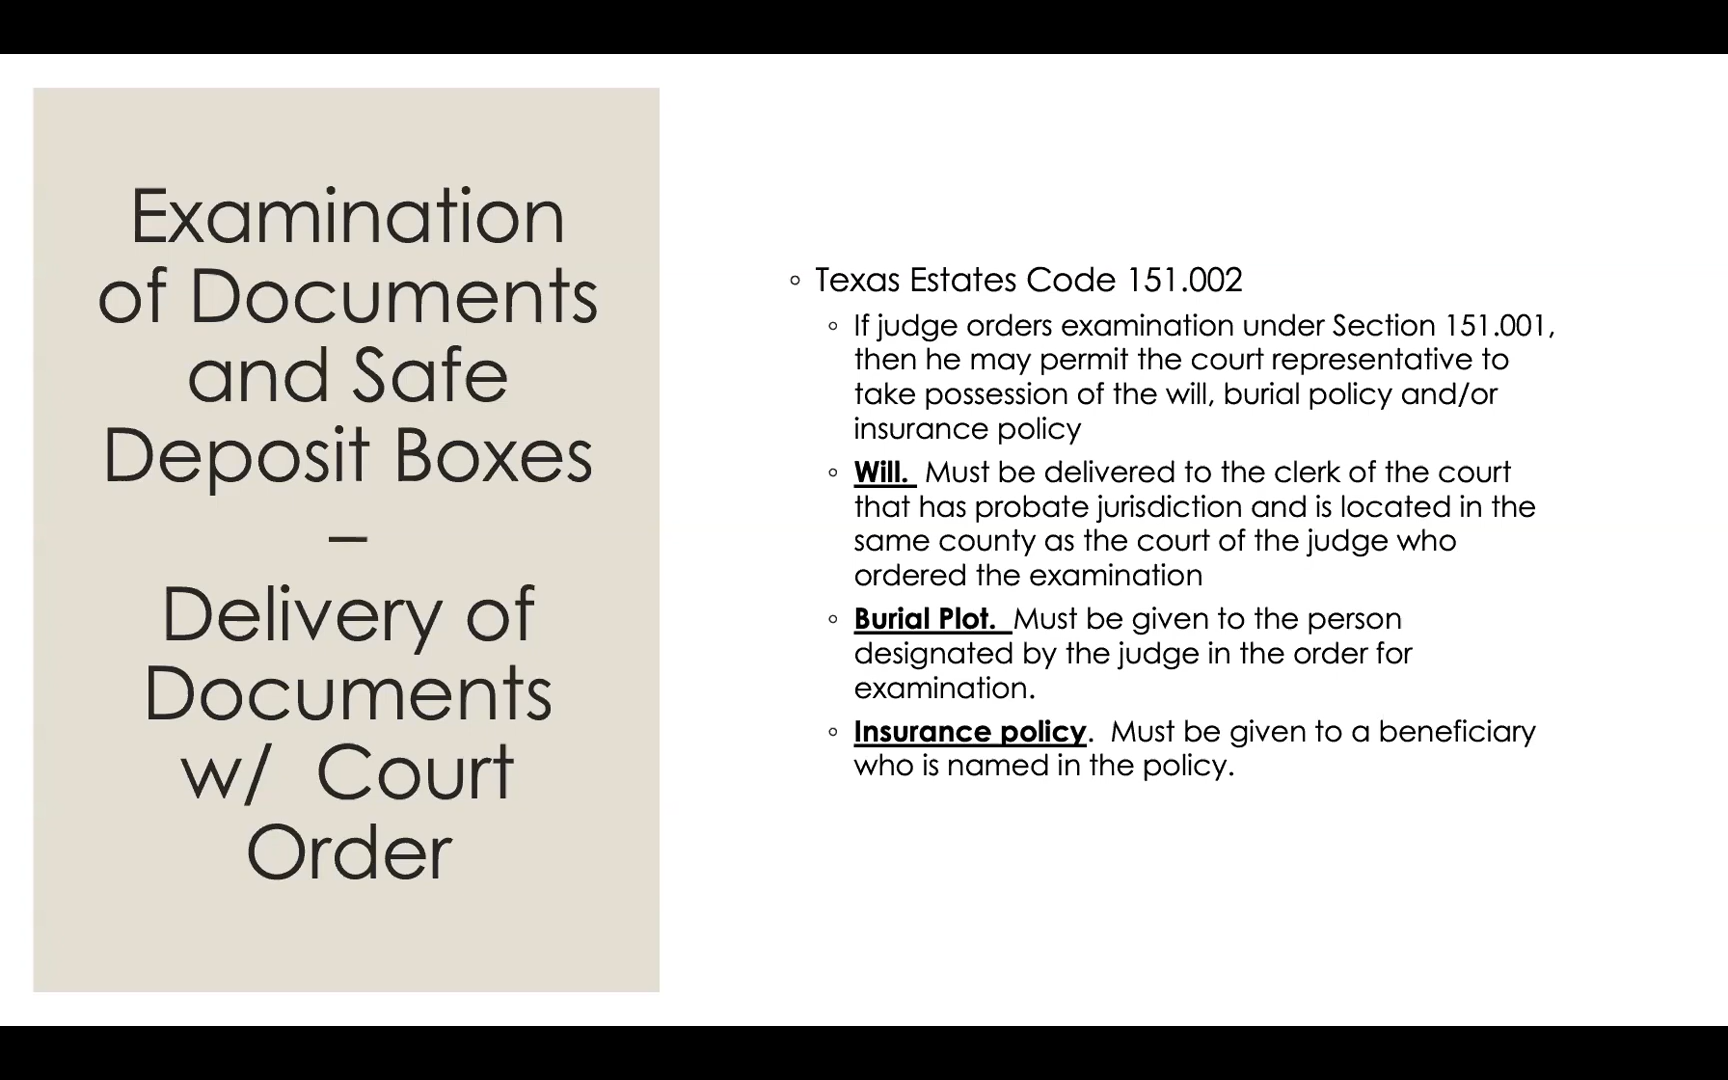 Examination
of Documents
and Safe
Deposit Boxes
–
Delivery of
Documents
w/ Court
Order
◦ Texas Estates Code 151.002
◦ If judge orders examination under Section 151.001,
then he may permit the court representative to
take possession of the will, burial policy and/or
insurance policy
◦ Will. Must be delivered to the clerk of the court
that has probate jurisdiction and is located in the
same county as the court of the judge who
ordered the examination
◦ Burial Plot. Must be given to the person
designated by the judge in the order for
examination.
◦ Insurance policy. Must be given to a beneficiary
who is named in the policy.